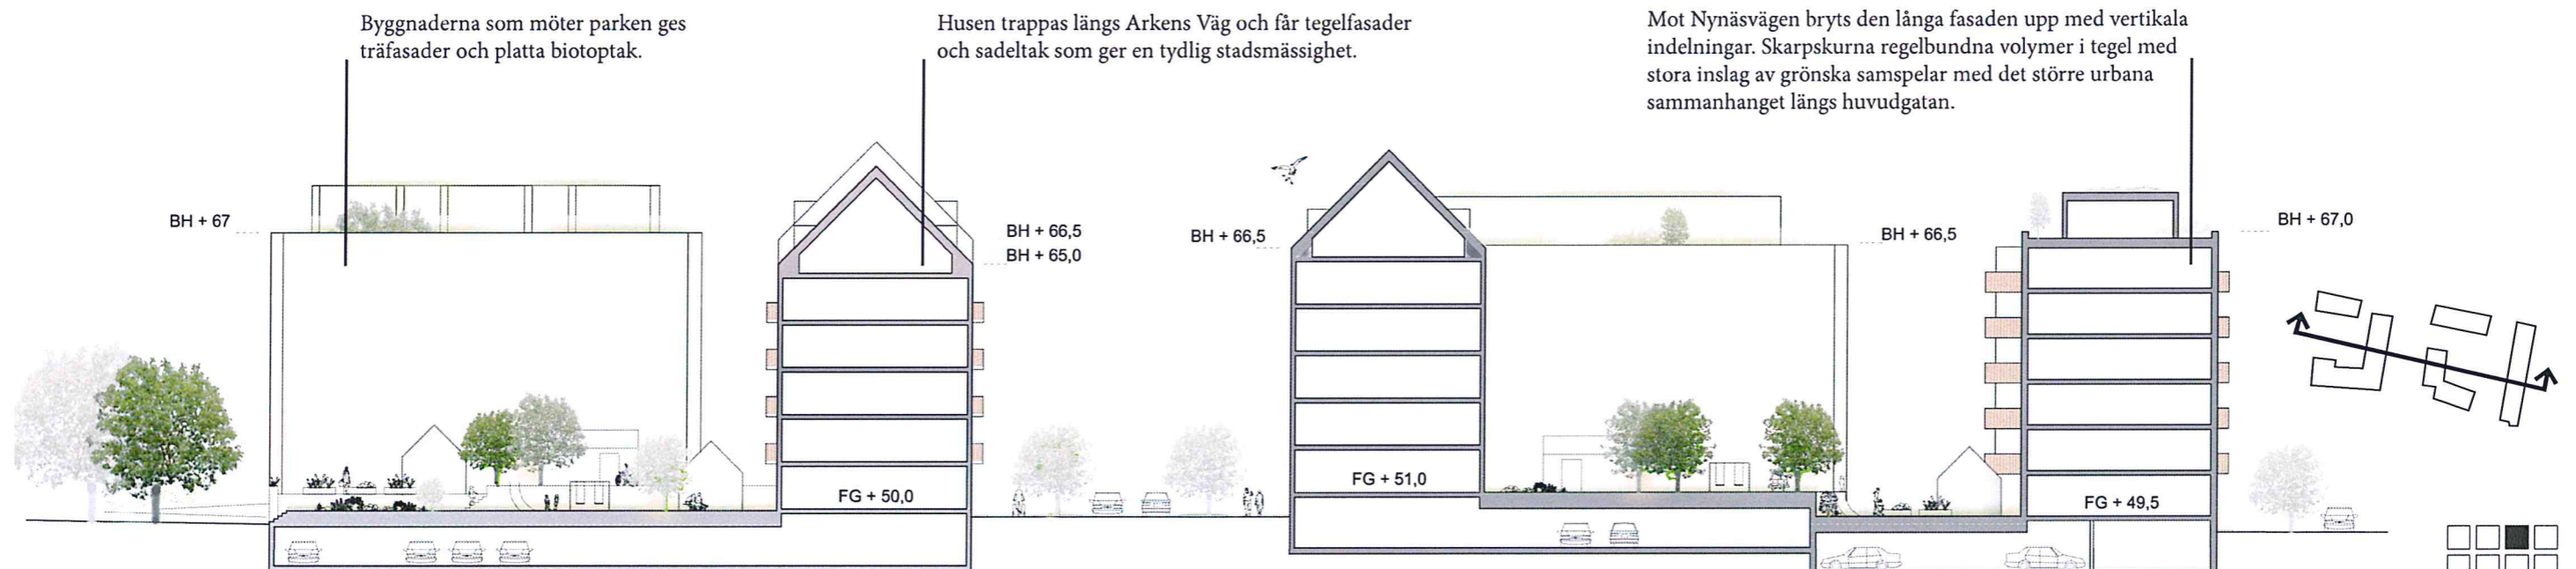 Byggnaderna som möter parken ges
träfasader och platta biotoptak.
Husen trappas längs Arkens Väg och får tegelfasader
och sadeltak som ger en tydlig stadsmässighet.
Mot Nynäsvägen bryts den långa fasaden upp med vertikala
indelningar. Skarpskurna regelbundna volymer i tegel med
stora inslag av grönska samspelar med det större urbana
sammanhanget längs huvudgatan.
BH + 67
BH + 66,5
BH + 65,0
BH + 66,5
BH + 66,5
BH + 67,0
FG + 50,0
FG + 51,0
FG + 49,5